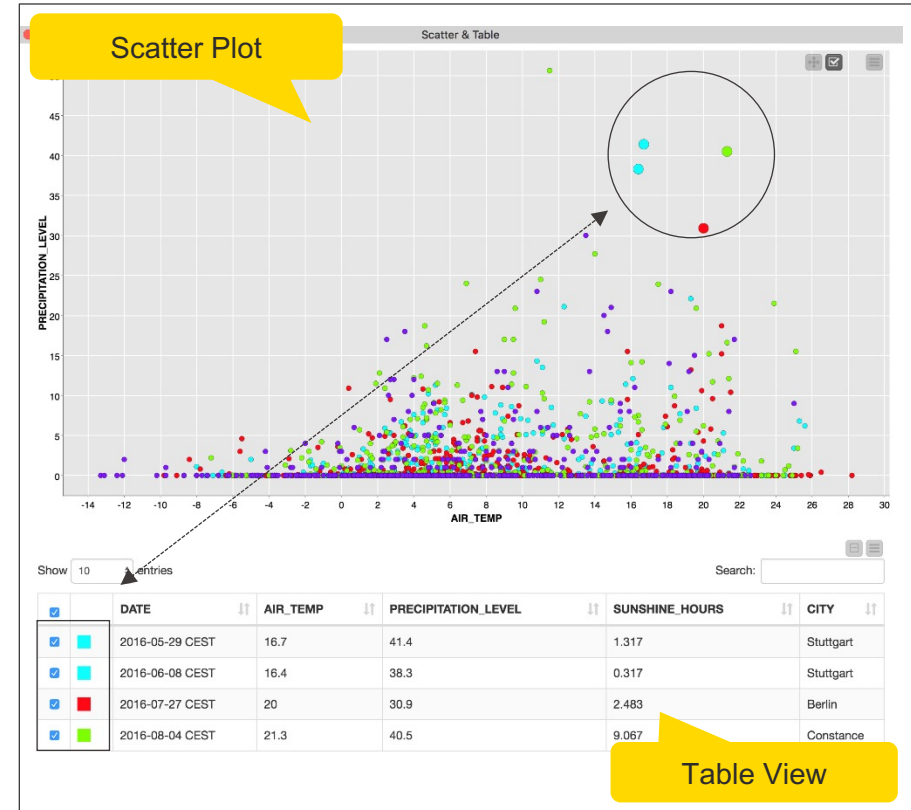 Scatter & Table
Scatter Plot
45
40
35
30
25
20
15
10
5
0
PRECIPITATION_LEVEL
-14 -12 -10 -8 -6 -4 -2 0 2 4 6 8 10 12 14 16 18 20 22 24 26 28 30
AIR_TEMP
Show 10 entries Search:
DATE AIR_TEMP PRECIPITATION_LEVEL SUNSHINE_HOURS CITY
2016-05-29 CEST 16.7 41.4 1.317 Stuttgart
2016-06-08 CEST 16.4 38.3 0.317 Stuttgart
2016-07-27 CEST 20 30.9 2.483 Berlin
2016-08-04 CEST 21.3 40.5 9.067 Constance
Table View